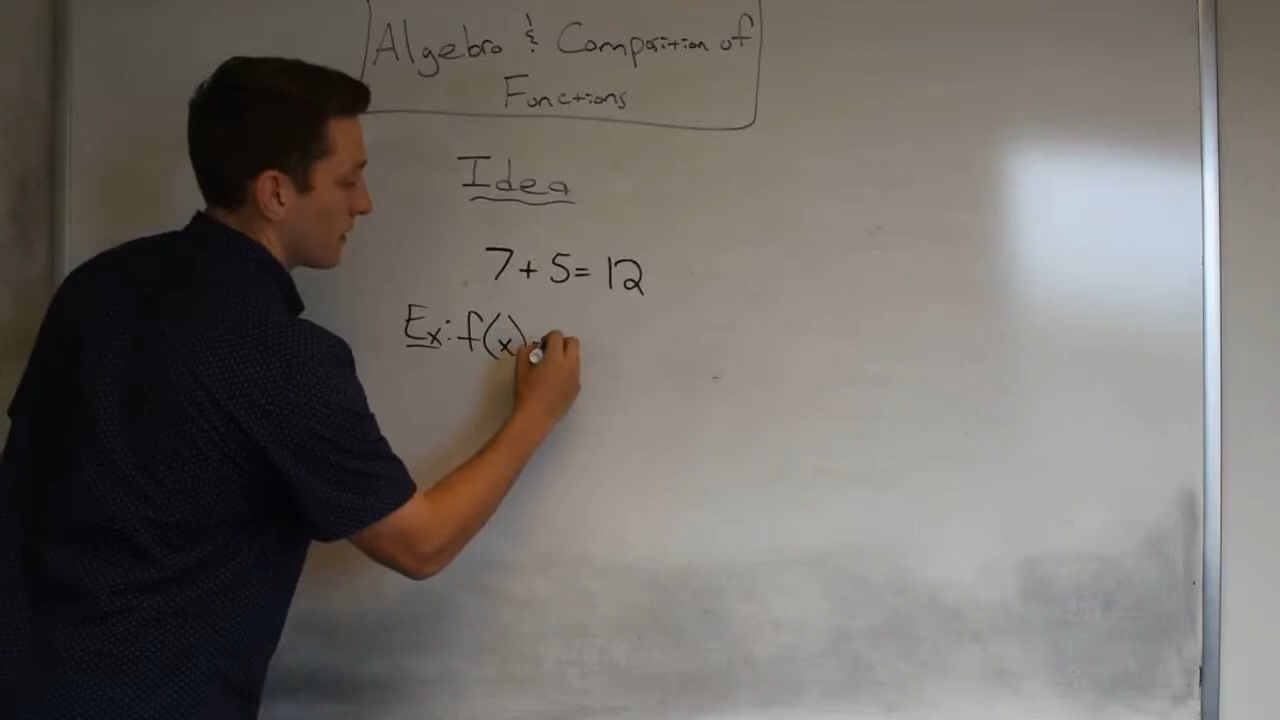 Algebra & Composition of
Functions
Idea
7+5=12
Ex: f(x)